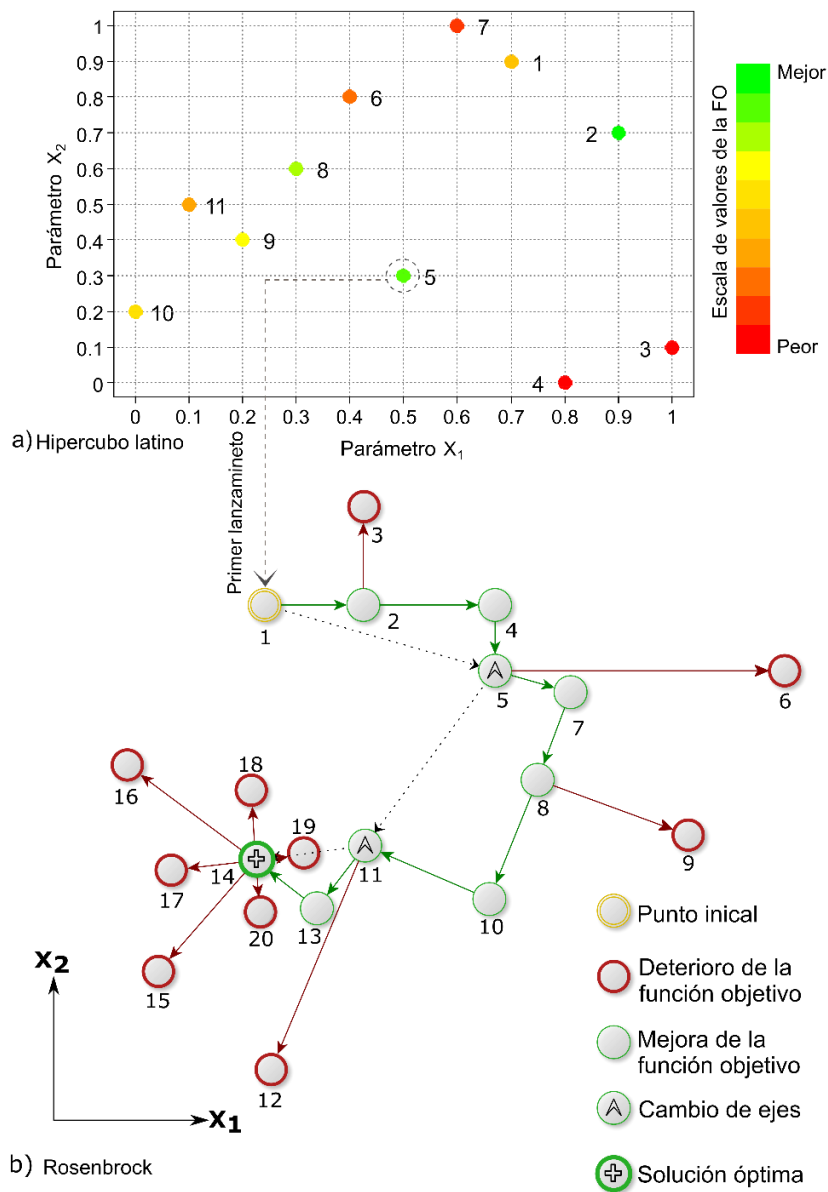 Parámetro X2
1
0.9
0.8
0.7
0.6
0.5
0.4
0.3
0.2
0.1
0
7
1
6
2
8
11
9
5
10
3
4
0 0.1 0.2 0.3 0.4 0.5 0.6 0.7 0.8 0.9 1
Parámetro X1
Escala de valores de la FO
Mejor
Peor
a) Hipercubo latino
Primer lanzamineto
3
1
2
4
5
6
7
8
9
10
11
16
18
19
14
17
20
13
15
12
X2
X1
Punto inical
Deterioro de la
función objetivo
Mejora de la
función objetivo
Cambio de ejes
Solución óptima
b) Rosenbrock